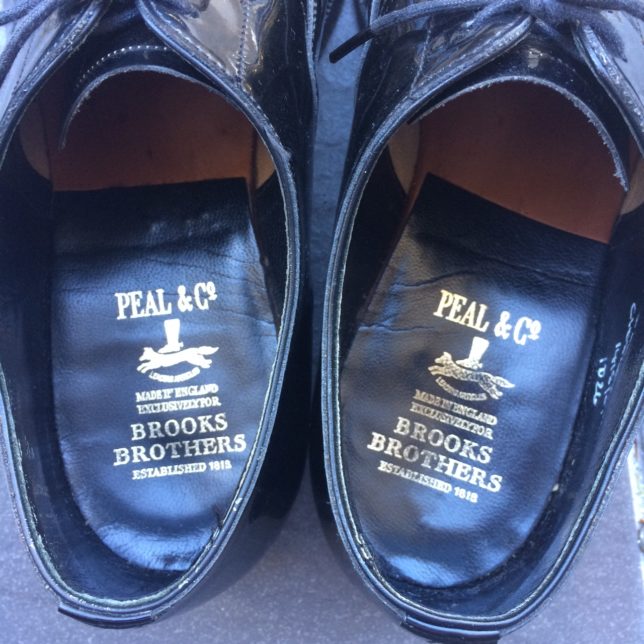 PEAL & Cº
MADE IN ENGLAND
EXCLUSIVELY FOR
BROOKS
BROTHERS
ESTABLISHED 1818
PEAL & Cº
MADE IN ENGLAND
EXCLUSIVELY FOR
BROOKS
BROTHERS
ESTABLISHED 1818